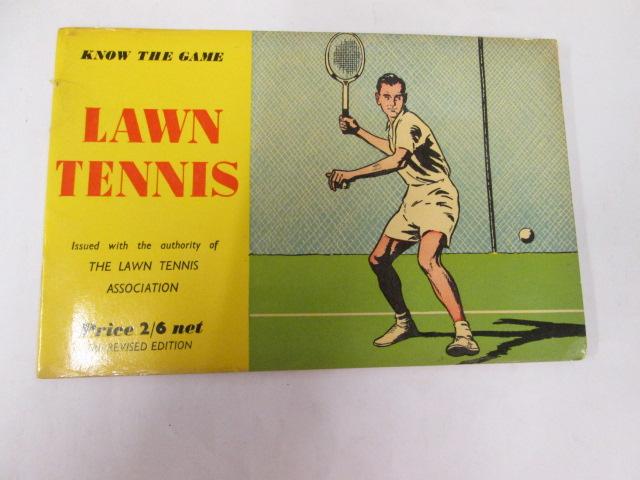 KNOW THE GAME
LAWN
TENNIS
Issued with the authority of
THE LAWN TENNIS
ASSOCIATION
Price 2/6 net
REVISED EDITION